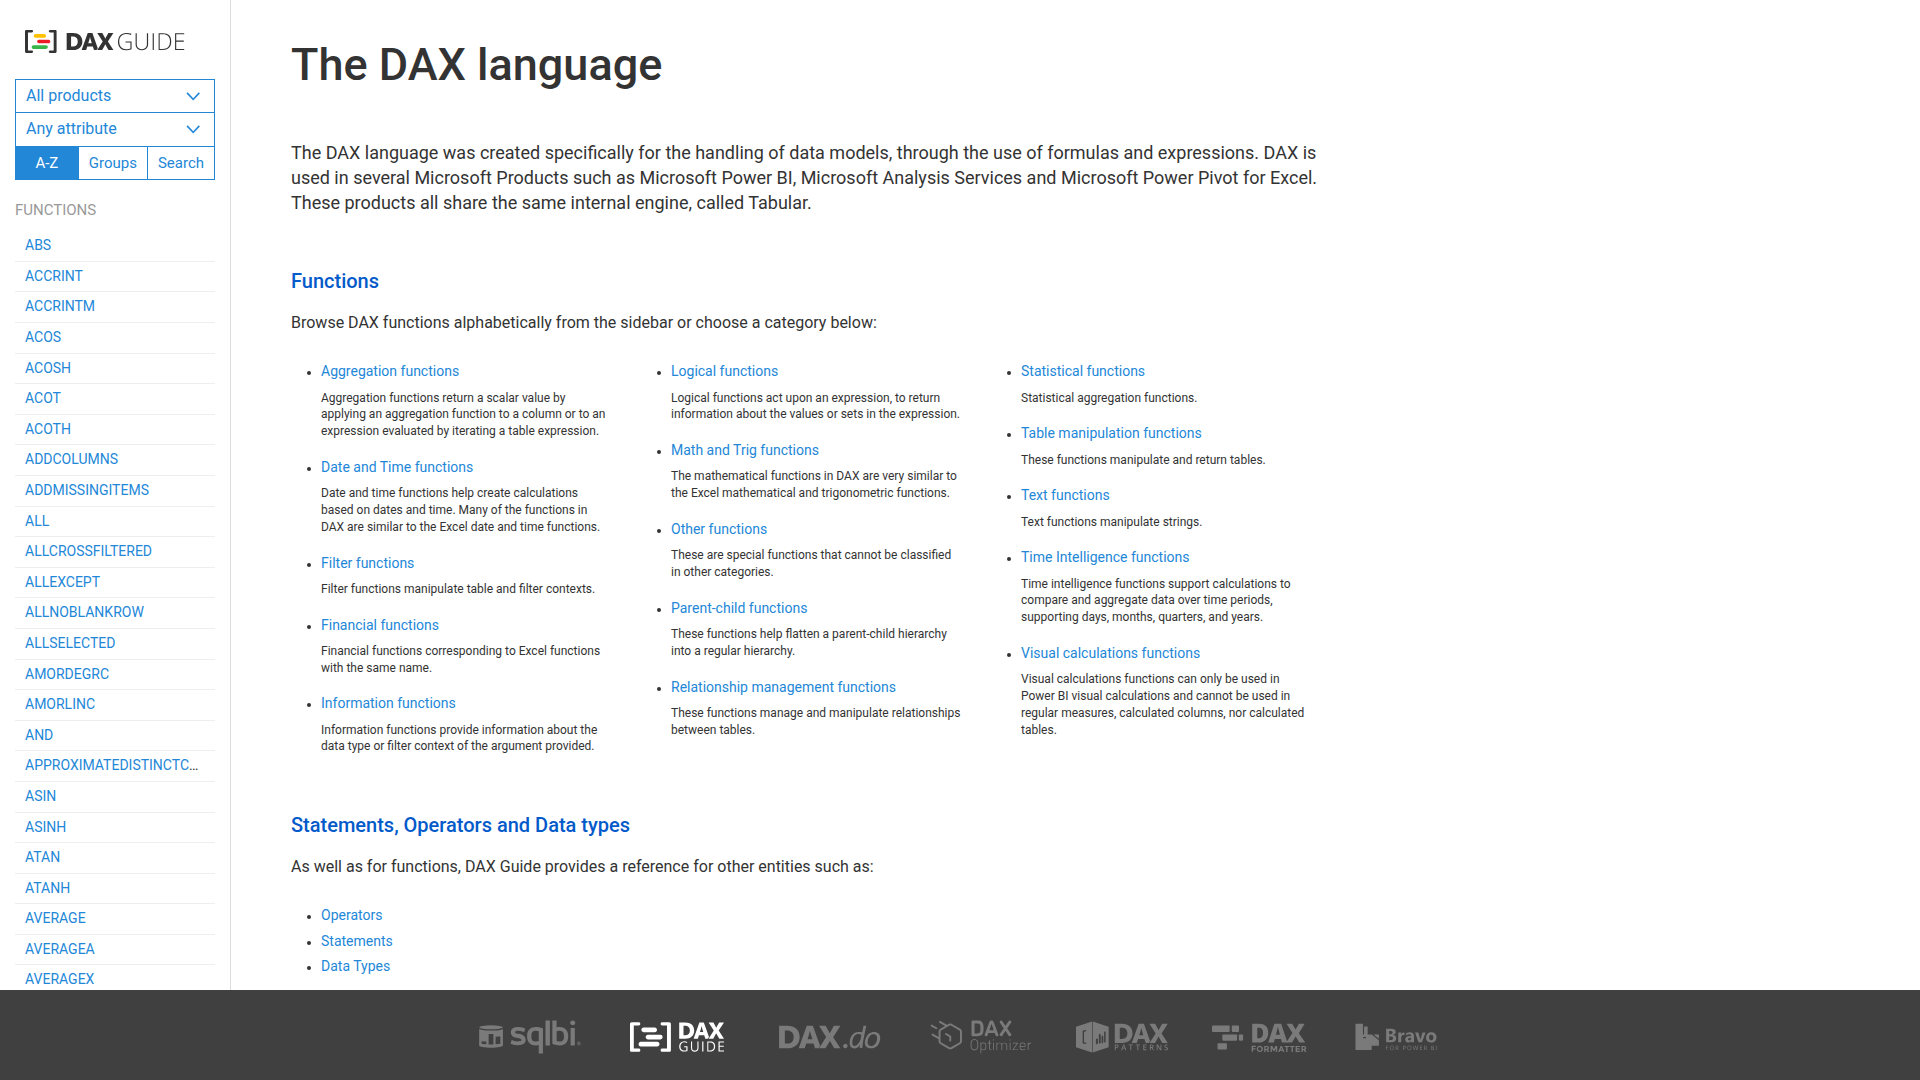 DAX GUIDE
All products
Any attribute
A-Z Groups Search
FUNCTIONS
ABS
ACCRINT
ACCRINTM
ACOS
ACOSH
ACOT
ACOTH
ADDCOLUMNS
ADDMISSINGITEMS
ALL
ALLCROSSFILTERED
ALLEXCEPT
ALLNOBLANKROW
ALLSELECTED
AMORDEGRC
AMORLINC
AND
APPROXIMATEDISTINCTC...
ASIN
ASINH
ATAN
ATANH
AVERAGE
AVERAGEA
AVERAGEX
The DAX language
The DAX language was created specifically for the handling of data models, through the use of formulas and expressions. DAX is
used in several Microsoft Products such as Microsoft Power BI, Microsoft Analysis Services and Microsoft Power Pivot for Excel.
These products all share the same internal engine, called Tabular.
Functions
Browse DAX functions alphabetically from the sidebar or choose a category below:
Aggregation functions
Aggregation functions return a scalar value by
applying an aggregation function to a column or to an
expression evaluated by iterating a table expression.
Date and Time functions
Date and time functions help create calculations
based on dates and time. Many of the functions in
DAX are similar to the Excel date and time functions.
Filter functions
Filter functions manipulate table and filter contexts.
Financial functions
Financial functions corresponding to Excel functions
with the same name.
Information functions
Information functions provide information about the
data type or filter context of the argument provided.
Logical functions
Logical functions act upon an expression, to return
information about the values or sets in the expression.
Math and Trig functions
The mathematical functions in DAX are very similar to
the Excel mathematical and trigonometric functions.
Other functions
These are special functions that cannot be classified
in other categories.
Parent-child functions
These functions help flatten a parent-child hierarchy
into a regular hierarchy.
Relationship management functions
These functions manage and manipulate relationships
between tables.
Statistical functions
Statistical aggregation functions.
Table manipulation functions
These functions manipulate and return tables.
Text functions
Text functions manipulate strings.
Time Intelligence functions
Time intelligence functions support calculations to
compare and aggregate data over time periods,
supporting days, months, quarters, and years.
Visual calculations functions
Visual calculations functions can only be used in
Power BI visual calculations and cannot be used in
regular measures, calculated columns, nor calculated
tables.
Statements, Operators and Data types
As well as for functions, DAX Guide provides a reference for other entities such as:
Operators
Statements
Data Types
sqlbi.
DAX
GUIDE
DAX.do
DAX
Optimizer
DAX
PATTERNS
DAX
FORMATTER
Bravo
FOR POWER BI